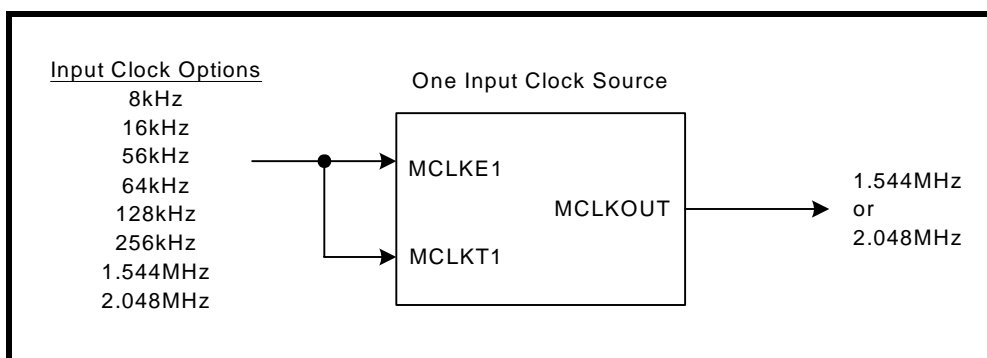 Input Clock Options
8kHz
16kHz
56kHz
64kHz
128kHz
256kHz
1.544MHz
2.048MHz
One Input Clock Source
MCLKE1
MCLKT1
MCLKOUT
1.544MHz
or
2.048MHz